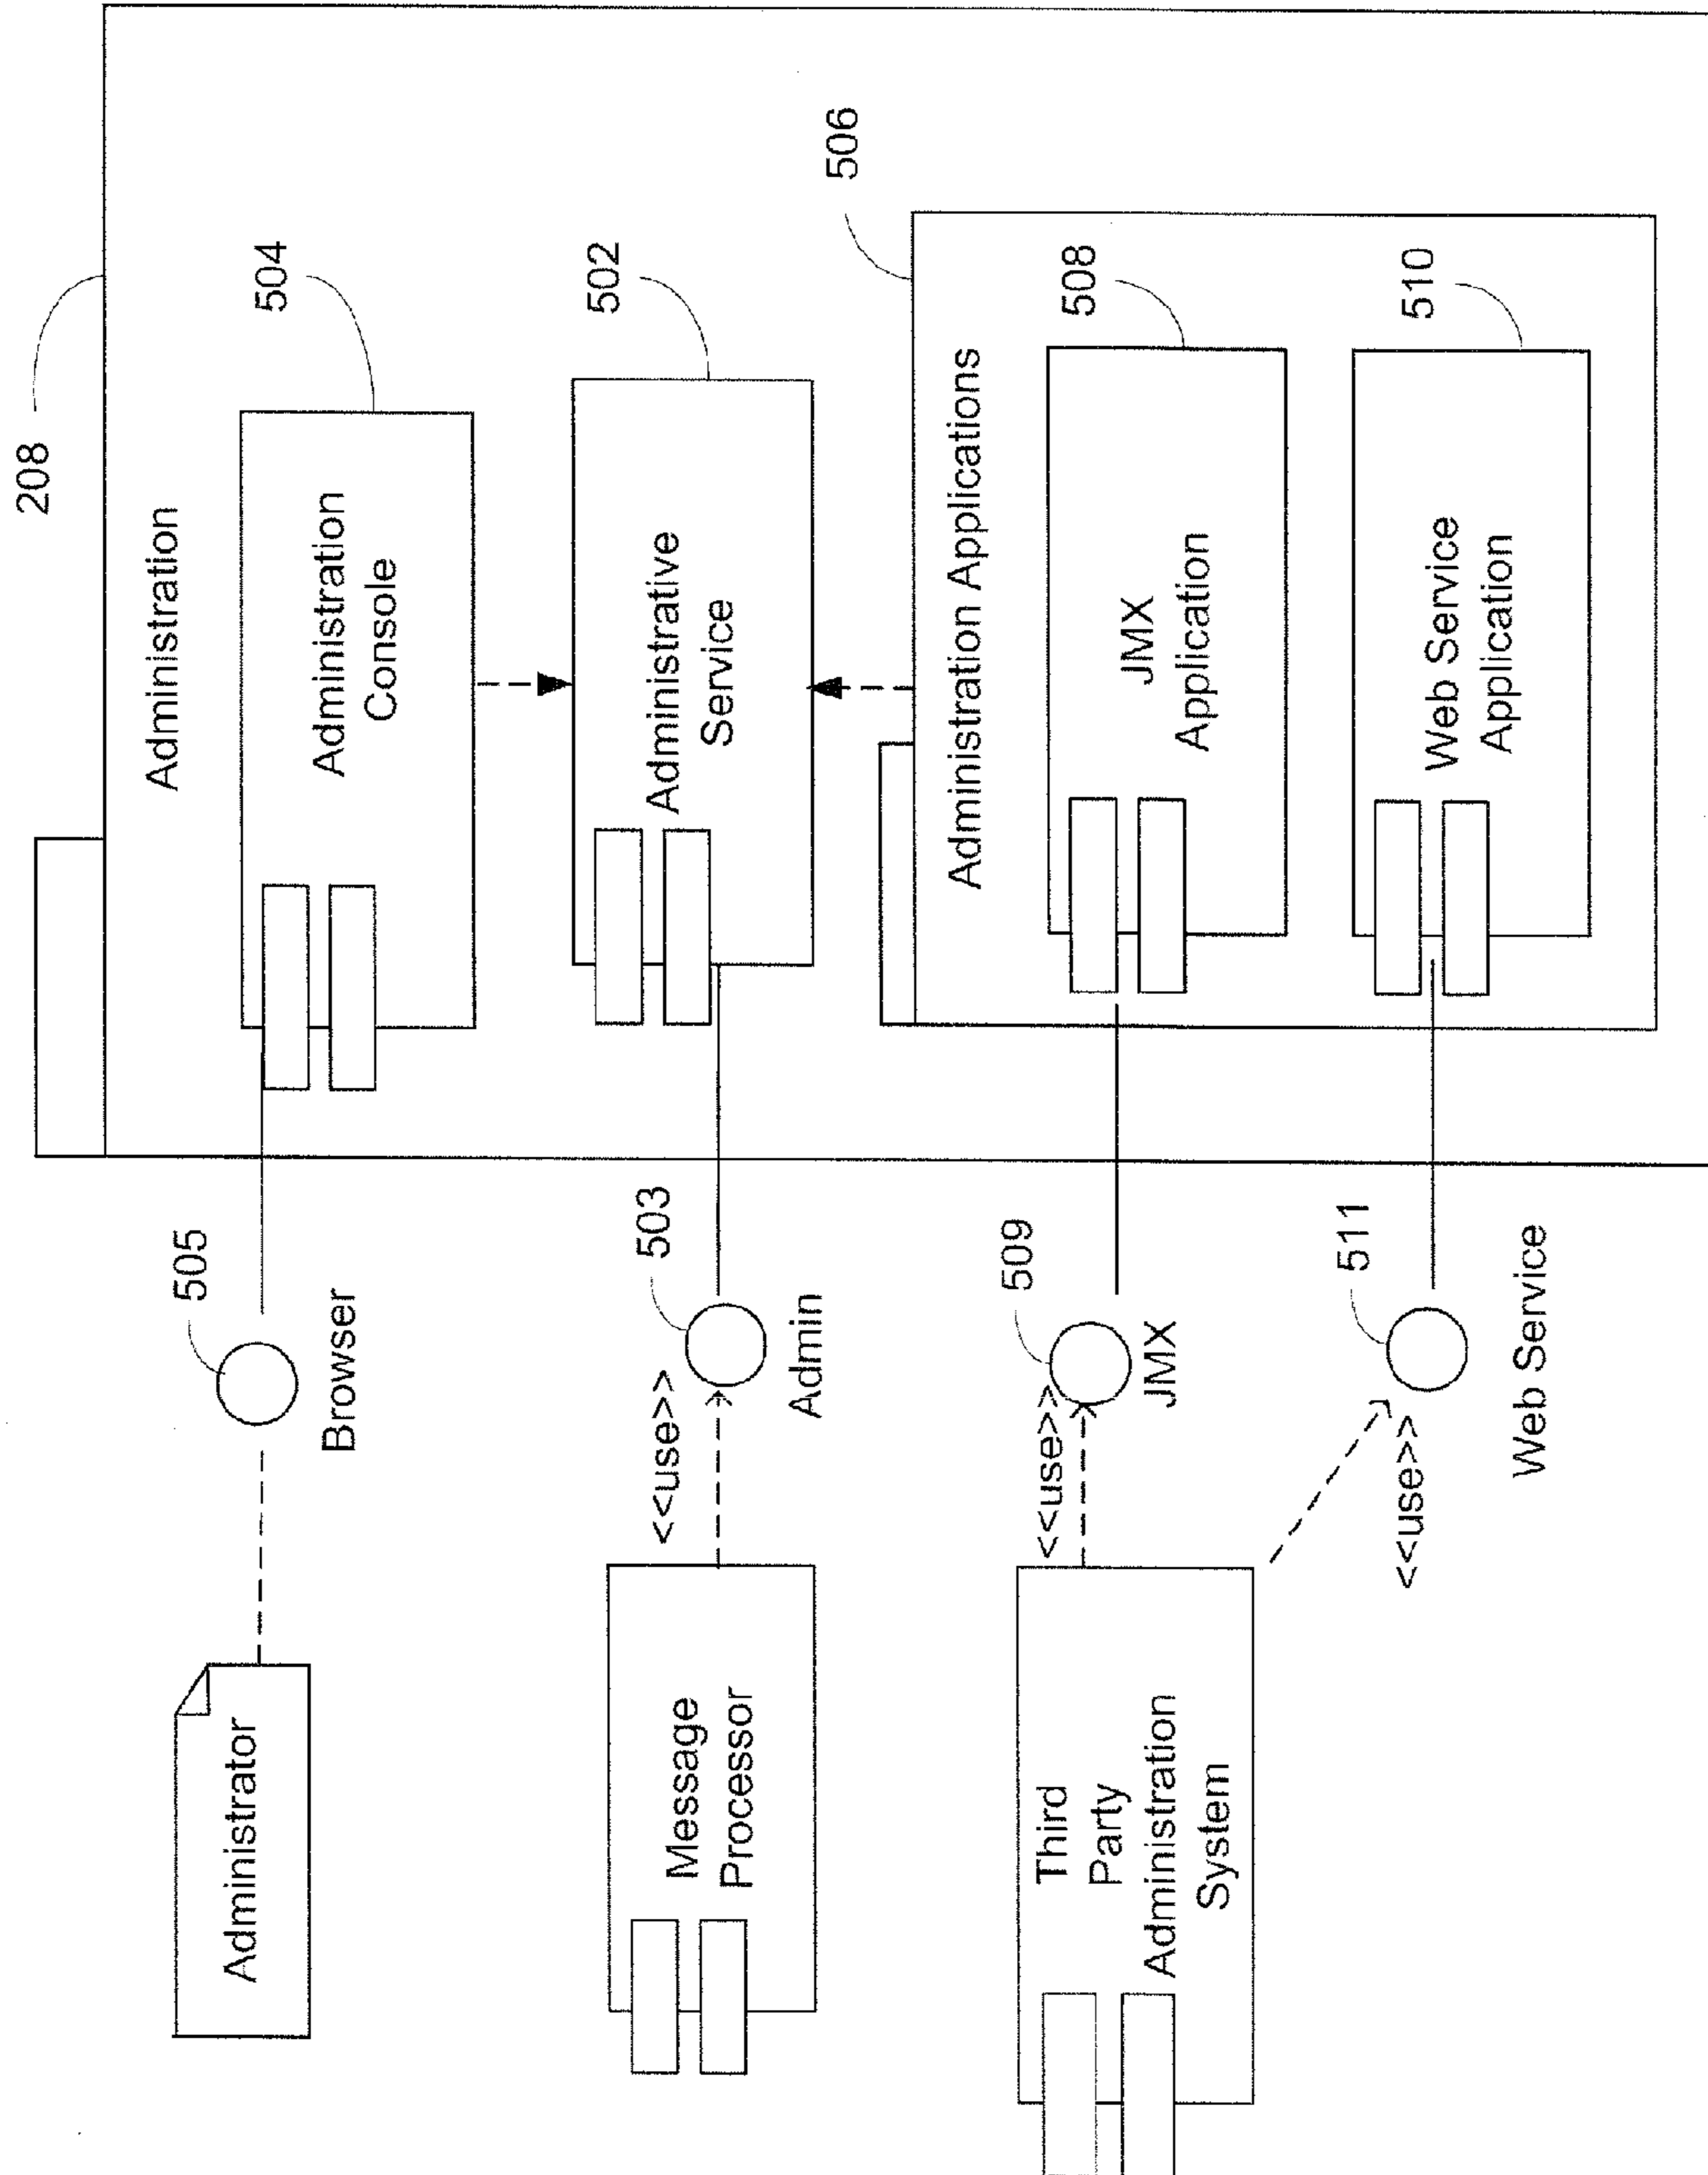 208
Administration
504
Administration
Console
502
Administrative
Service
506
Administration Applications
508
JMX
Application
510
Web Service
Application
505
Browser
503
<<use>>
Admin
509
<<use>>
JMX
511
<<use>>
Web Service
Administrator
Message
Processor
Third
Party
Administration
System